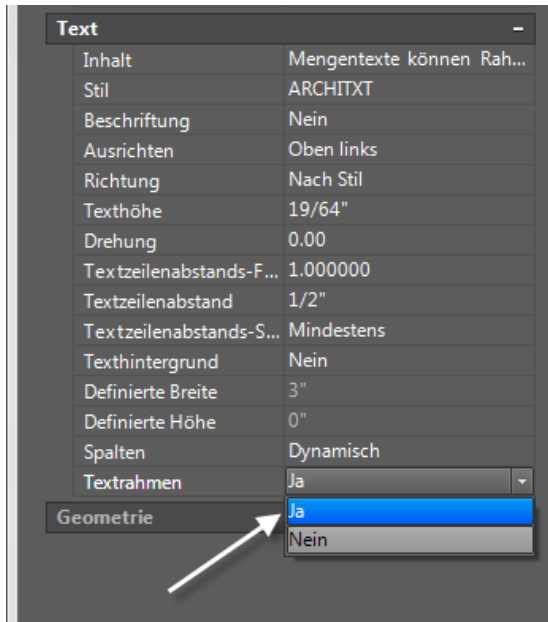 Text –
Inhalt Mengentexte können Rah...
Stil ARCHITXT
Beschriftung Nein
Ausrichten Oben links
Richtung Nach Stil
Texthöhe 19/64"
Drehung 0.00
Textzeilenabstands-F... 1.000000
Textzeilenabstand 1/2"
Textzeilenabstands-S... Mindestens
Texthintergrund Nein
Definierte Breite 3"
Definierte Höhe 0"
Spalten Dynamisch
Textrahmen Ja
Geometrie Ja
Nein